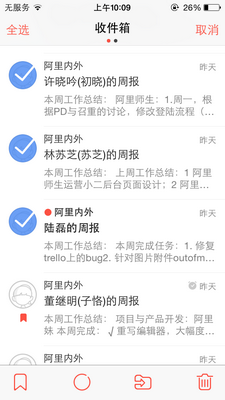 无服务 上午10:09 26%
全选 收件箱 取消
阿里内外 昨天
许晓吟(初晓)的周报
本周工作总结： 阿里师生：1.周一，根
据PD与召重的讨论，修改登陆流程（...
阿里内外 昨天
林苏芝(苏芝)的周报
本周工作总结： 上周工作总结：1 阿里
师生运营小二后台页面设计；2 阿里...
阿里内外 昨天
陆磊的周报
本周工作总结： 本周完成任务：1. 修复
trello上的bug2. 针对图片附件outofm...
阿里内外 昨天
董继明(子恪)的周报
本周工作总结： 项目与产品开发：阿里
妹 本周完成： √ 重写编辑器，大幅度...
阿里内外 昨天